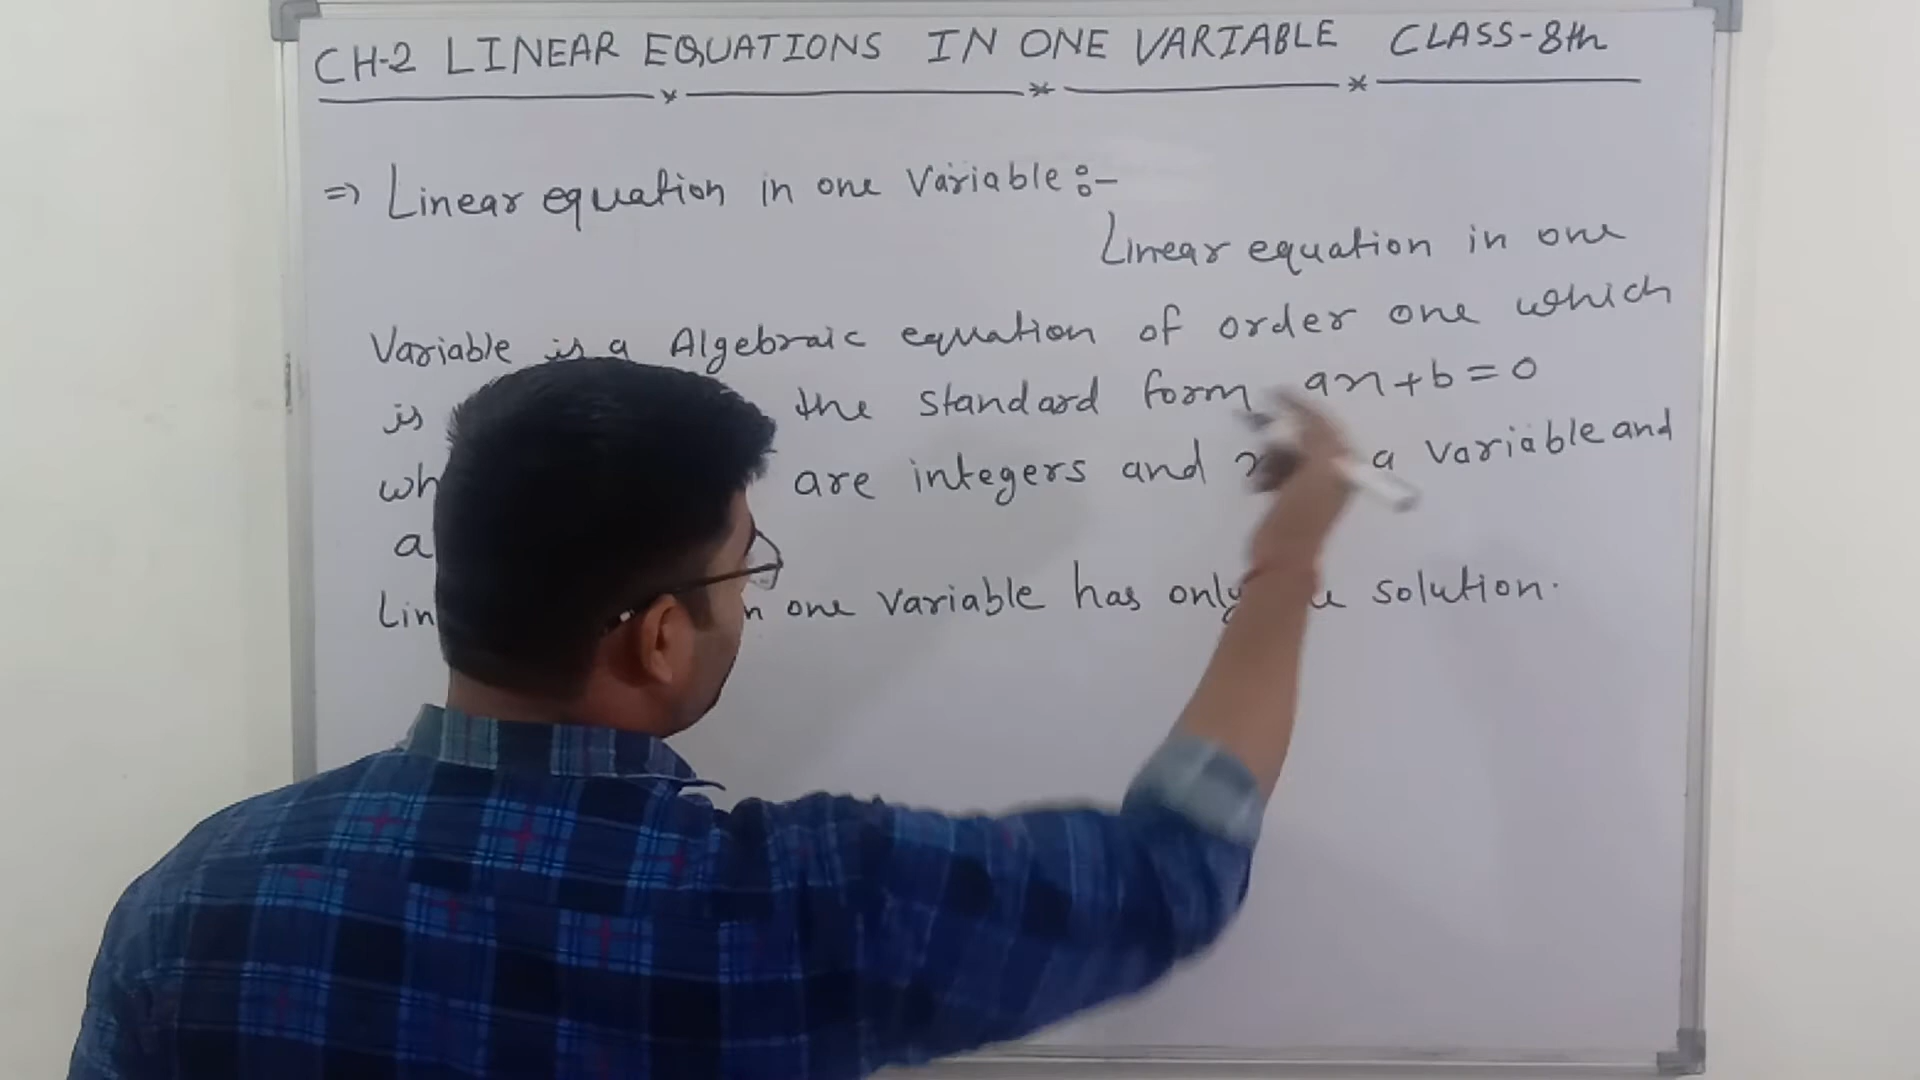 CH-2 LINEAR EQUATIONS IN ONE VARIABLE CLASS-8th
=> Linear equation in one Variable :-
Linear equation in one
Variable is a Algebraic equation of order one which
is the standard form ax+b=0
are integers and x a variable and
a
one variable has only solution.